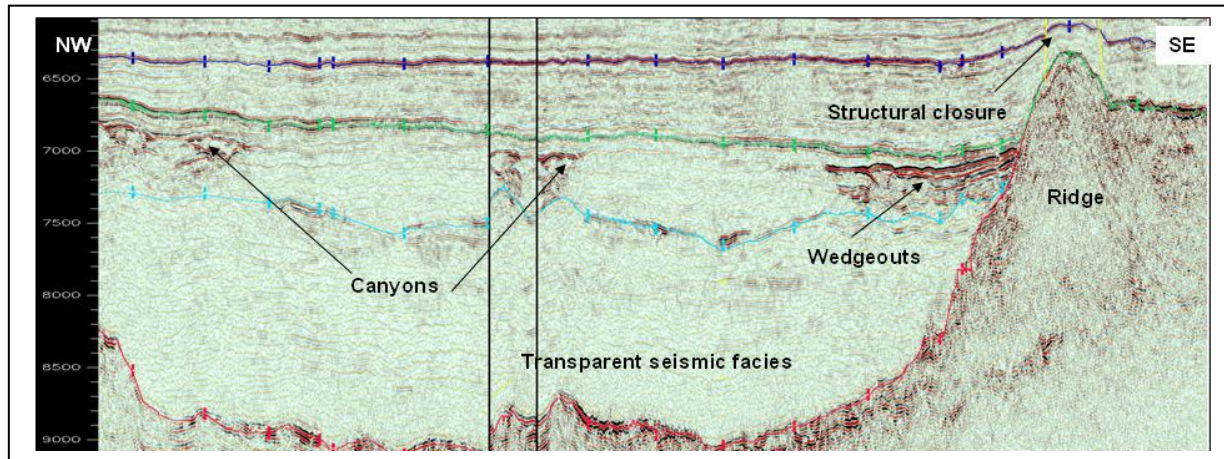 NW
SE
6500
Structural closure
7000
Ridge
7500
Wedgeouts
Canyons
8000
Transparent seismic facies
8500
9000